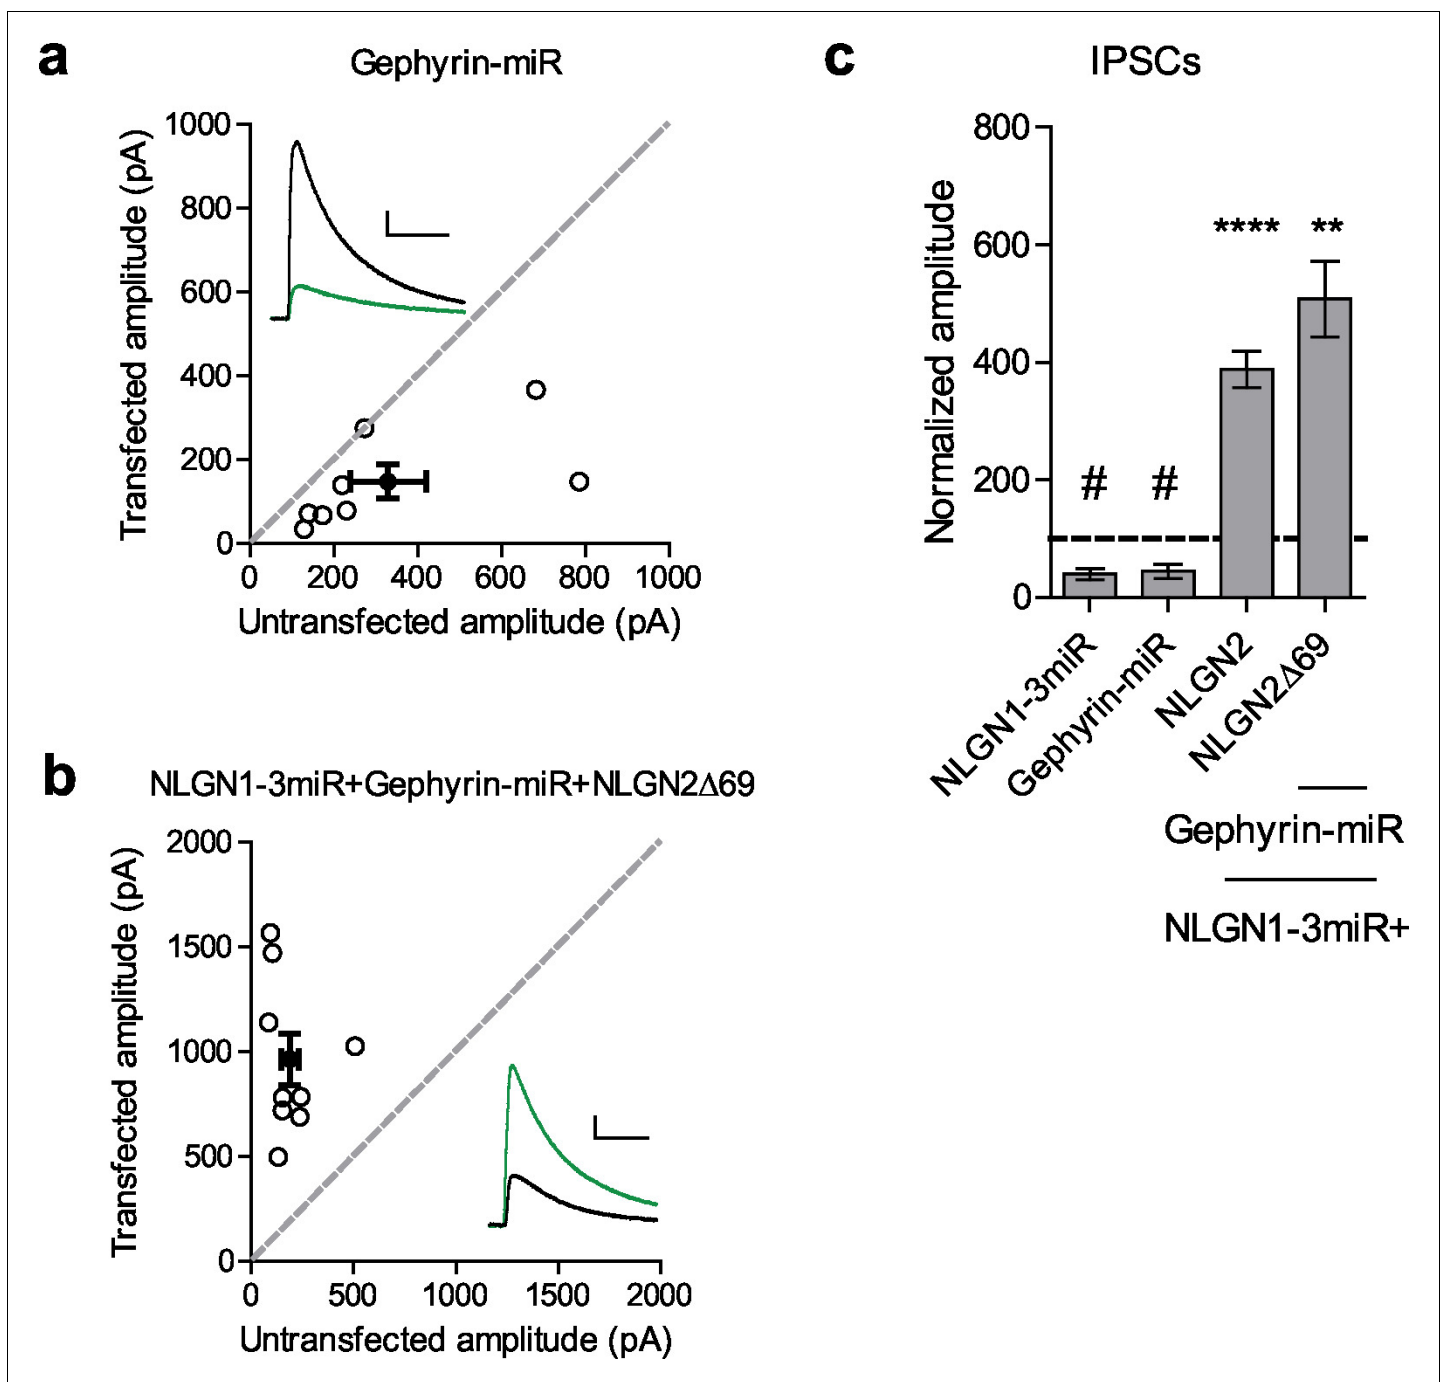 a
Gephyrin-miR
Transfected amplitude (pA)
1000
800
600
400
200
0
0 200 400 600 800 1000
Untransfected amplitude (pA)
b
NLGN1-3miR+Gephyrin-miR+NLGN2Δ69
Transfected amplitude (pA)
2000
1500
1000
500
0
0 500 1000 1500 2000
Untransfected amplitude (pA)
c
IPSCs
Normalized amplitude
800
600
400
200
0
# # **** **
NLGN1-3miR
Gephyrin-miR
NLGN2
NLGN2Δ69
Gephyrin-miR
NLGN1-3miR+